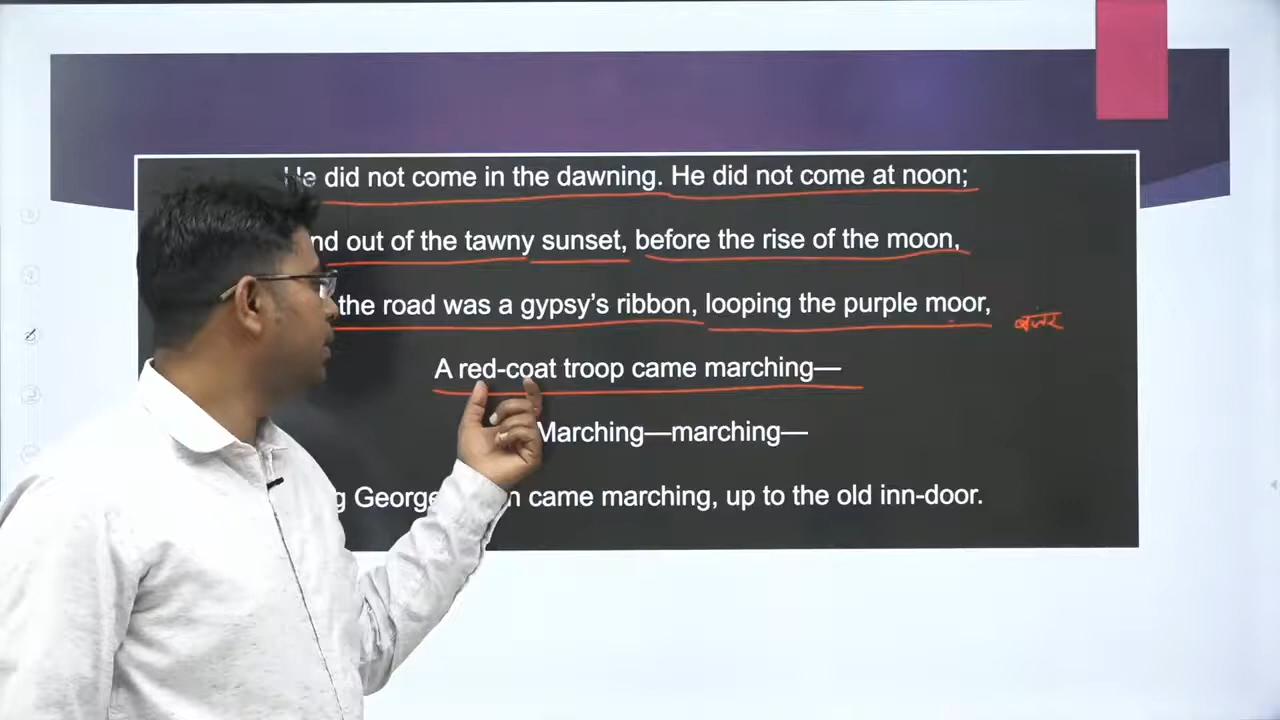 He did not come in the dawning. He did not come at noon;
nd out of the tawny sunset, before the rise of the moon,
the road was a gypsy’s ribbon, looping the purple moor,
बंजर
A red-coat troop came marching—
Marching—marching—
g George n came marching, up to the old inn-door.